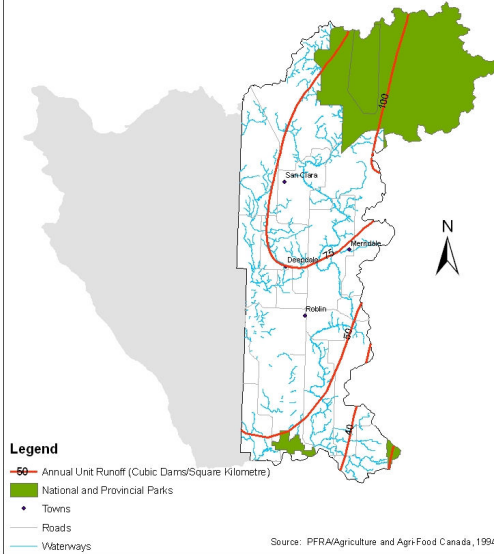 100
San Clara
N
Merridale
75
Deepdale
Roblin
50
40
Legend
50 Annual Unit Runoff (Cubic Dams/Square Kilometre)
National and Provincial Parks
Towns
Roads
Waterways
Source: PFRA/Agriculture and Agri-Food Canada, 1994